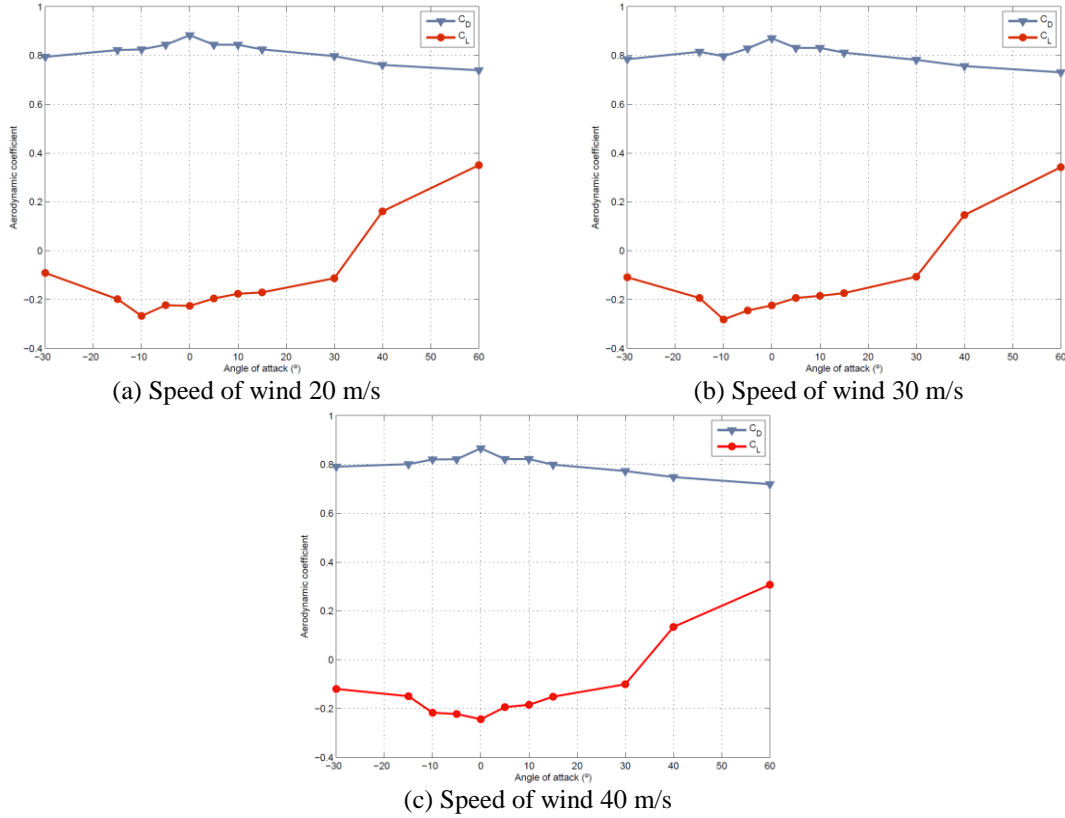 1
0.8
0.6
0.4
0.2
0
−0.2
−0.4
Aerodynamic coefficient
−30 −20 −10 0 10 20 30 40 50 60
Angle of attack (º)
C_D
C_L
(a) Speed of wind 20 m/s
1
0.8
0.6
0.4
0.2
0
−0.2
−0.4
Aerodynamic coefficient
−30 −20 −10 0 10 20 30 40 50 60
Angle of attack (º)
C_D
C_L
(b) Speed of wind 30 m/s
1
0.8
0.6
0.4
0.2
0
−0.2
−0.4
Aerodynamic coefficient
−30 −20 −10 0 10 20 30 40 50 60
Angle of attack (º)
C_D
C_L
(c) Speed of wind 40 m/s